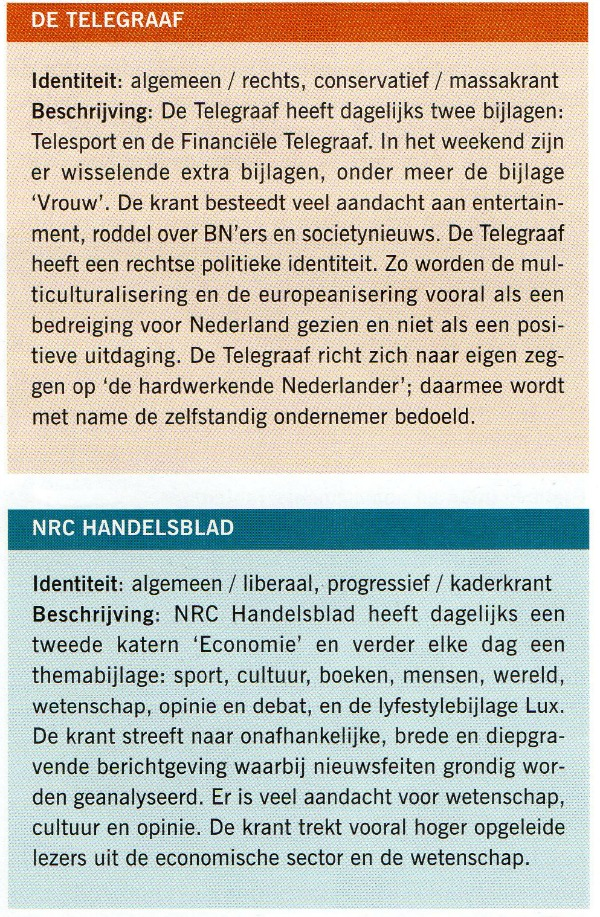 DE TELEGRAAF
Identiteit: algemeen / rechts, conservatief / massakrant
Beschrijving: De Telegraaf heeft dagelijks twee bijlagen:
Telesport en de Financiële Telegraaf. In het weekend zijn
er wisselende extra bijlagen, onder meer de bijlage
‘Vrouw’. De krant besteedt veel aandacht aan entertain-
ment, roddel over BN’ers en societynieuws. De Telegraaf
heeft een rechtse politieke identiteit. Zo worden de mul-
ticulturalisering en de europeanisering vooral als een
bedreiging voor Nederland gezien en niet als een posi-
tieve uitdaging. De Telegraaf richt zich naar eigen zeg-
gen op ‘de hardwerkende Nederlander’; daarmee wordt
met name de zelfstandig ondernemer bedoeld.
NRC HANDELSBLAD
Identiteit: algemeen / liberaal, progressief / kaderkrant
Beschrijving: NRC Handelsblad heeft dagelijks een
tweede katern ‘Economie’ en verder elke dag een
themabijlage: sport, cultuur, boeken, mensen, wereld,
wetenschap, opinie en debat, en de lyfestylebijlage Lux.
De krant streeft naar onafhankelijke, brede en diepgra-
vende berichtgeving waarbij nieuwsfeiten grondig wor-
den geanalyseerd. Er is veel aandacht voor wetenschap,
cultuur en opinie. De krant trekt vooral hoger opgeleide
lezers uit de economische sector en de wetenschap.